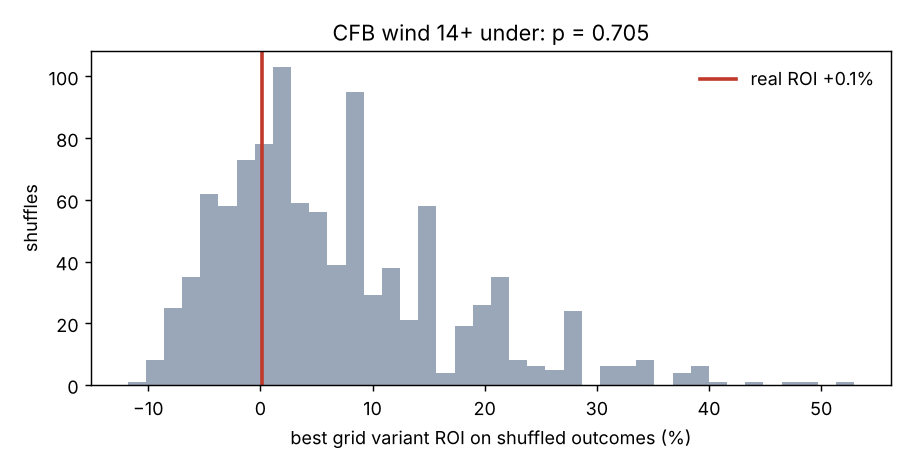 CFB wind 14+ under: p = 0.705
real ROI +0.1%
shuffles
100
80
60
40
20
0
−10 0 10 20 30 40 50
best grid variant ROI on shuffled outcomes (%)